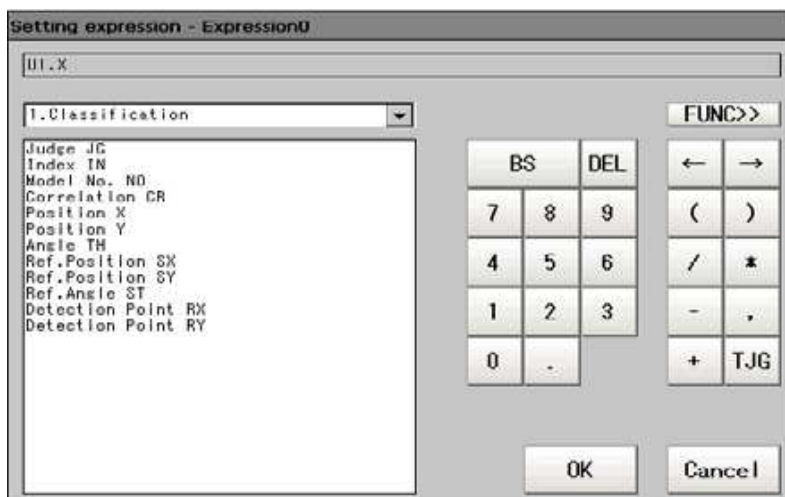 Setting expression - Expression0
U1.X
1.Classification
FUNC>>
Judge JG
Index IN
Model No. NO
Correlation CR
Position X
Position Y
Angle TH
Ref.Position SX
Ref.Position SY
Ref.Angle ST
Detection Point RX
Detection Point RY
BS DEL ← →
7 8 9 ( )
4 5 6 / *
1 2 3 - ,
0 . + TJG
OK Cancel